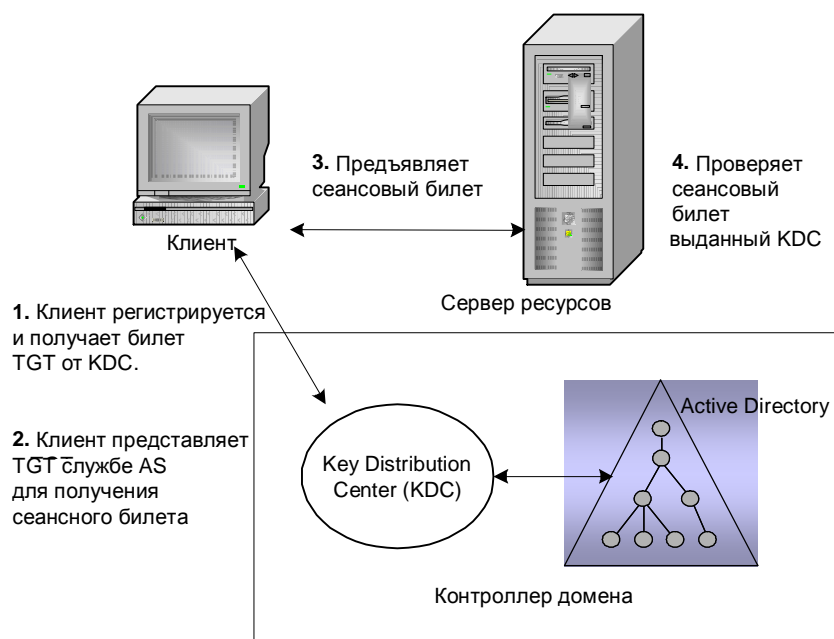 3. Предъявляет
сеансовый билет
4. Проверяет
сеансовый
билет
выданный KDC
Клиент
Сервер ресурсов
1. Клиент регистрируется
и получает билет
TGT от KDC.
2. Клиент представляет
TGT службе AS
для получения
сеансного билета
Key Distribution
Center (KDC)
Active Directory
Контроллер домена